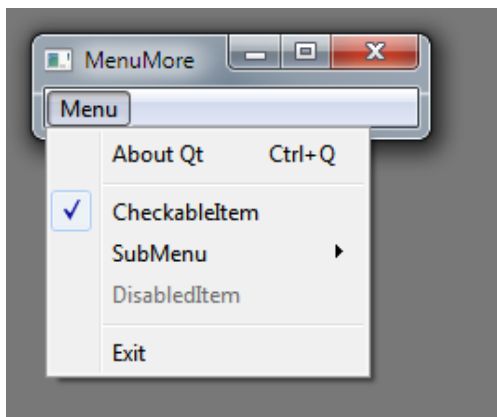 MenuMore
Menu
About Qt Ctrl+Q
CheckableItem
SubMenu
DisabledItem
Exit